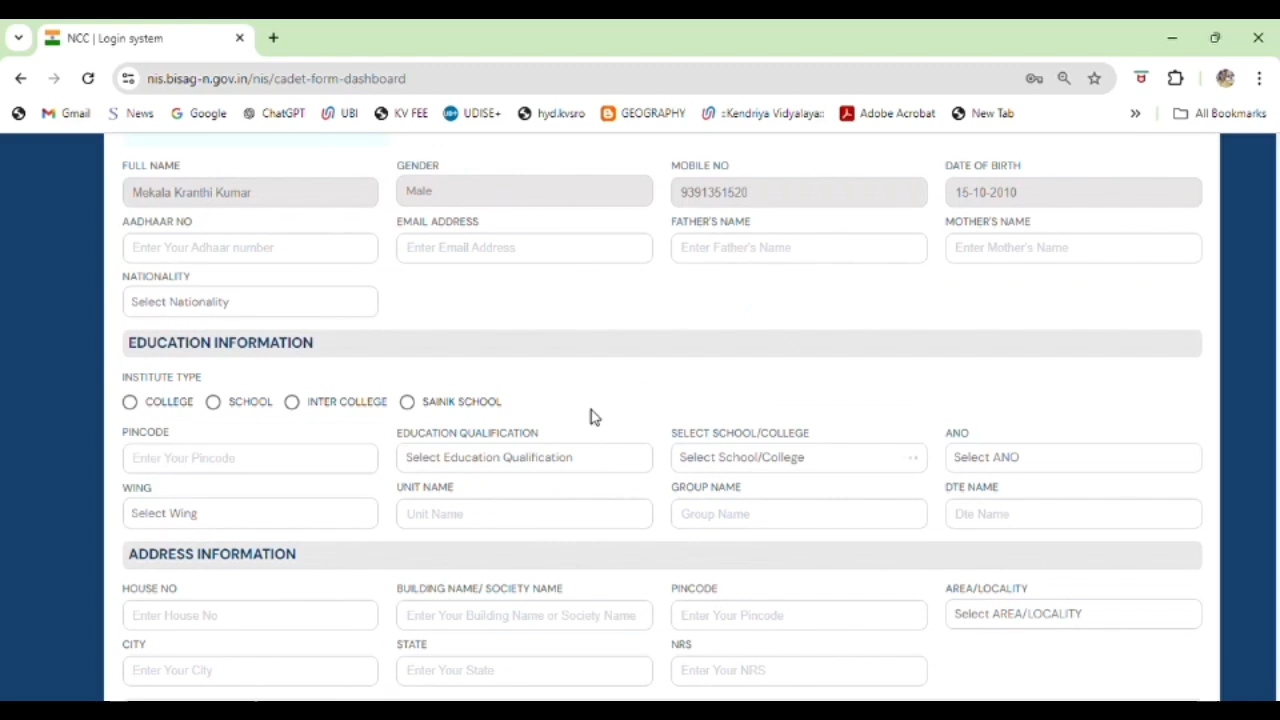 NCC | Login system
nis.bisag-n.gov.in/nis/cadet-form-dashboard
Gmail News Google ChatGPT UBI KV FEE UDISE+ hyd.kvsro GEOGRAPHY ::Kendriya Vidyalaya:: Adobe Acrobat New Tab » All Bookmarks
FULL NAME GENDER MOBILE NO DATE OF BIRTH
Mekala Kranthi Kumar Male 9391351520 15-10-2010
AADHAAR NO EMAIL ADDRESS FATHER'S NAME MOTHER'S NAME
Enter Your Adhaar number Enter Email Address Enter Father's Name Enter Mother's Name
NATIONALITY
Select Nationality
EDUCATION INFORMATION
INSTITUTE TYPE
COLLEGE SCHOOL INTER COLLEGE SAINIK SCHOOL
PINCODE EDUCATION QUALIFICATION SELECT SCHOOL/COLLEGE ANO
Enter Your Pincode Select Education Qualification Select School/College Select ANO
WING UNIT NAME GROUP NAME DTE NAME
Select Wing Unit Name Group Name Dte Name
ADDRESS INFORMATION
HOUSE NO BUILDING NAME/ SOCIETY NAME PINCODE AREA/LOCALITY
Enter House No Enter Your Building Name or Society Name Enter Your Pincode Select AREA/LOCALITY
CITY STATE NRS
Enter Your City Enter Your State Enter Your NRS